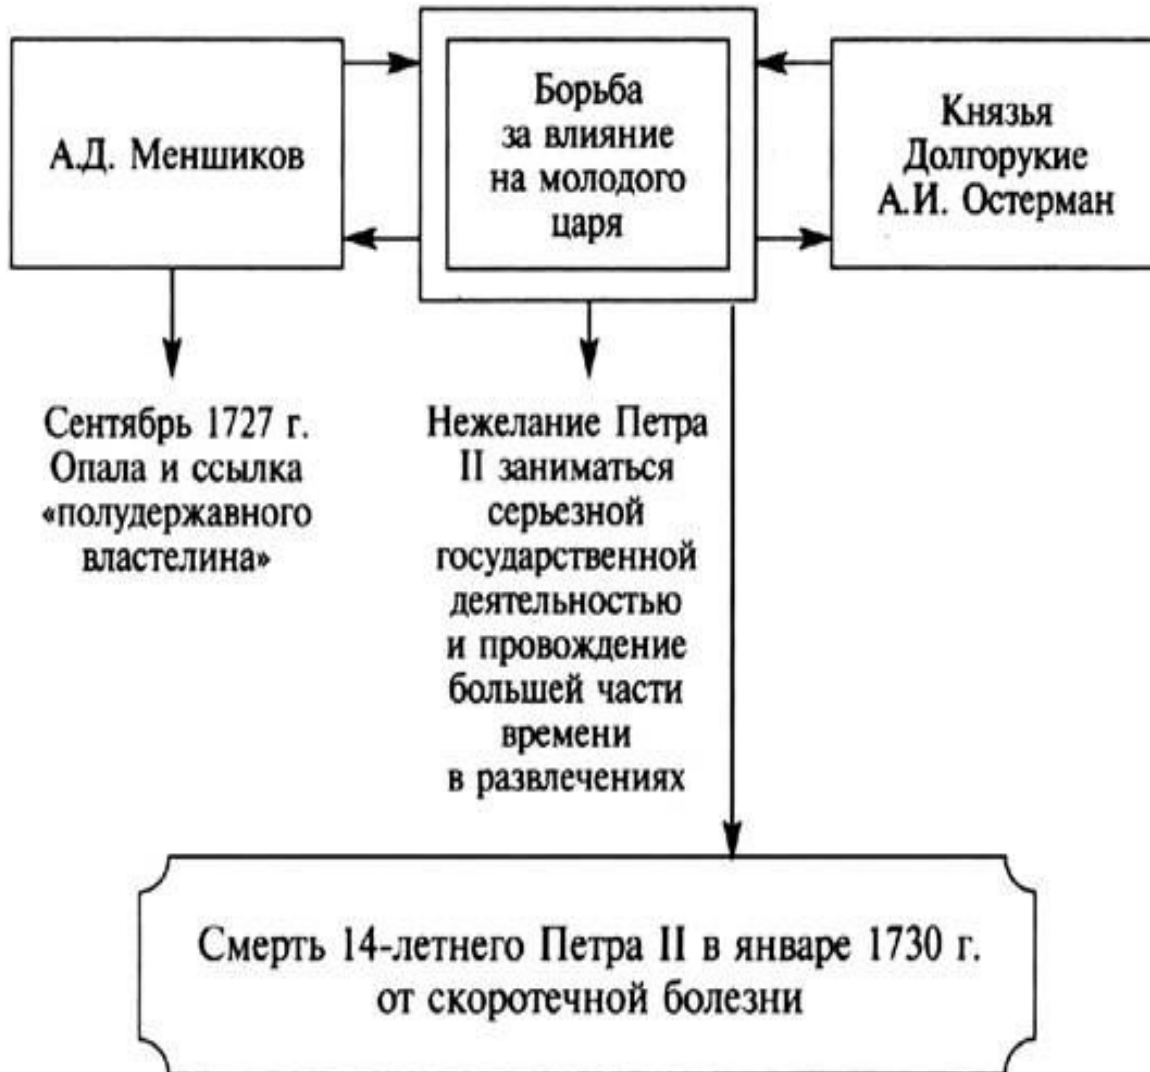 А.Д. Меншиков
Борьба
за влияние
на молодого
царя
Князья
Долгорукие
А.И. Остерман
Сентябрь 1727 г.
Опала и ссылка
«полудержавного
властелина»
Нежелание Петра
II заниматься
серьезной
государственной
деятельностью
и провождение
большей части
времени
в развлечениях
Смерть 14-летнего Петра II в январе 1730 г.
от скоротечной болезни